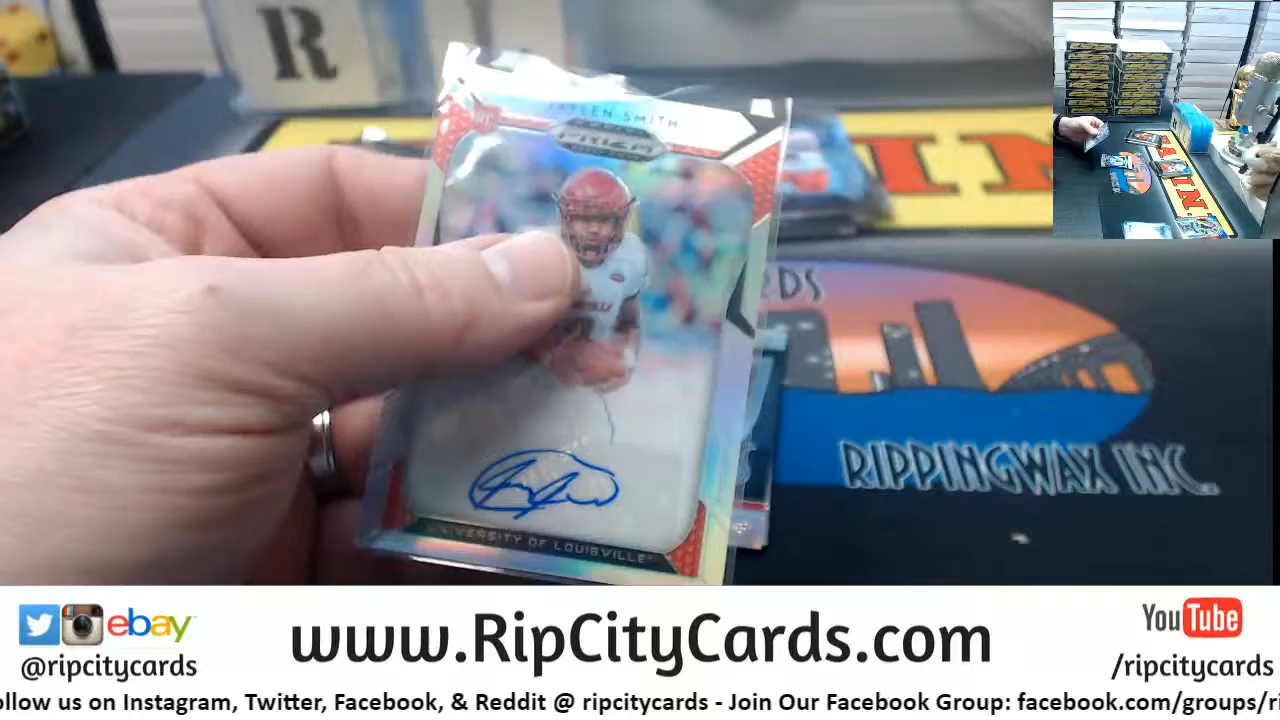 R
SMITH
PRIZM
UNIVERSITY OF LOUISVILLE
PANIN
RIPPINGWAX INC.
ebay
@ripcitycards
www.RipCityCards.com
YouTube
/ripcitycards
ollow us on Instagram, Twitter, Facebook, & Reddit @ ripcitycards - Join Our Facebook Group: facebook.com/groups/ri